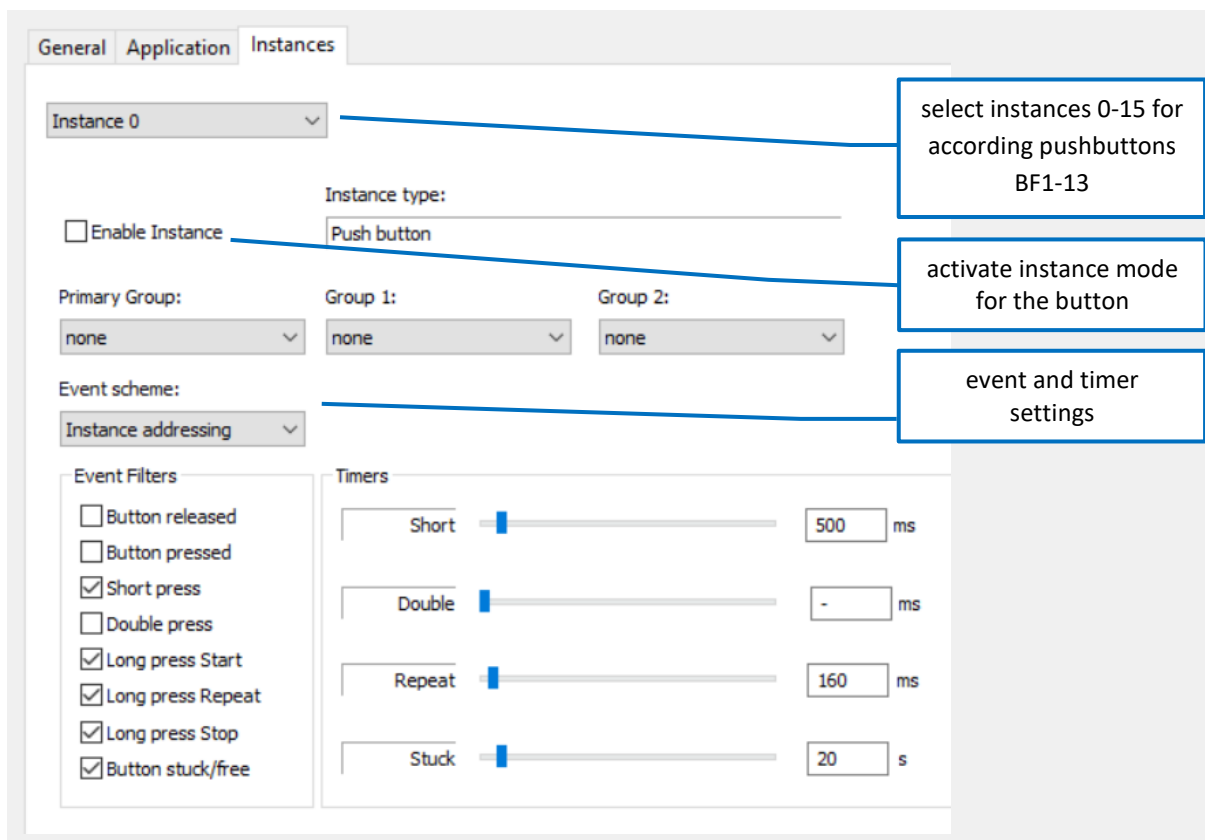 General Application Instances
Instance 0
select instances 0-15 for
according pushbuttons
BF1-13
Instance type:
Enable Instance
Push button
activate instance mode
for the button
Primary Group:
Group 1:
Group 2:
none
none
none
Event scheme:
Instance addressing
event and timer
settings
Event Filters
Button released
Button pressed
Short press
Double press
Long press Start
Long press Repeat
Long press Stop
Button stuck/free
Timers
Short 500 ms
Double - ms
Repeat 160 ms
Stuck 20 s